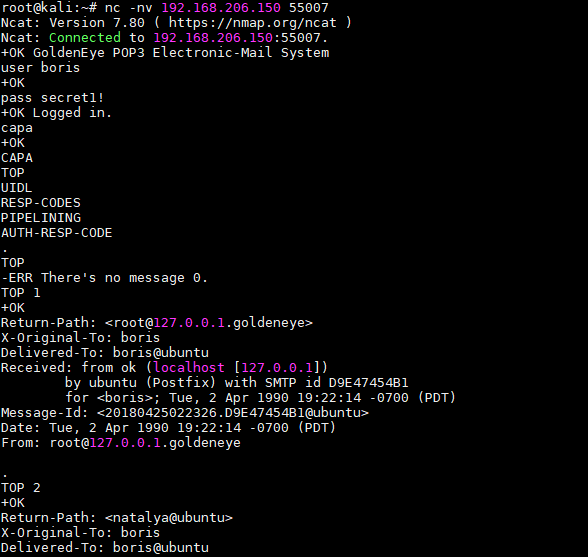 root@kali:~# nc -nv 192.168.206.150 55007
Ncat: Version 7.80 ( https://nmap.org/ncat )
Ncat: Connected to 192.168.206.150:55007.
+OK GoldenEye POP3 Electronic-Mail System
user boris
+OK
pass secret1!
+OK Logged in.
capa
+OK
CAPA
TOP
UIDL
RESP-CODES
PIPELINING
AUTH-RESP-CODE
.
TOP
-ERR There's no message 0.
TOP 1
+OK
Return-Path: <root@127.0.0.1.goldeneye>
X-Original-To: boris
Delivered-To: boris@ubuntu
Received: from ok (localhost [127.0.0.1])
        by ubuntu (Postfix) with SMTP id D9E47454B1
        for <boris>; Tue, 2 Apr 1990 19:22:14 -0700 (PDT)
Message-Id: <20180425022326.D9E47454B1@ubuntu>
Date: Tue, 2 Apr 1990 19:22:14 -0700 (PDT)
From: root@127.0.0.1.goldeneye

.
TOP 2
+OK
Return-Path: <natalya@ubuntu>
X-Original-To: boris
Delivered-To: boris@ubuntu